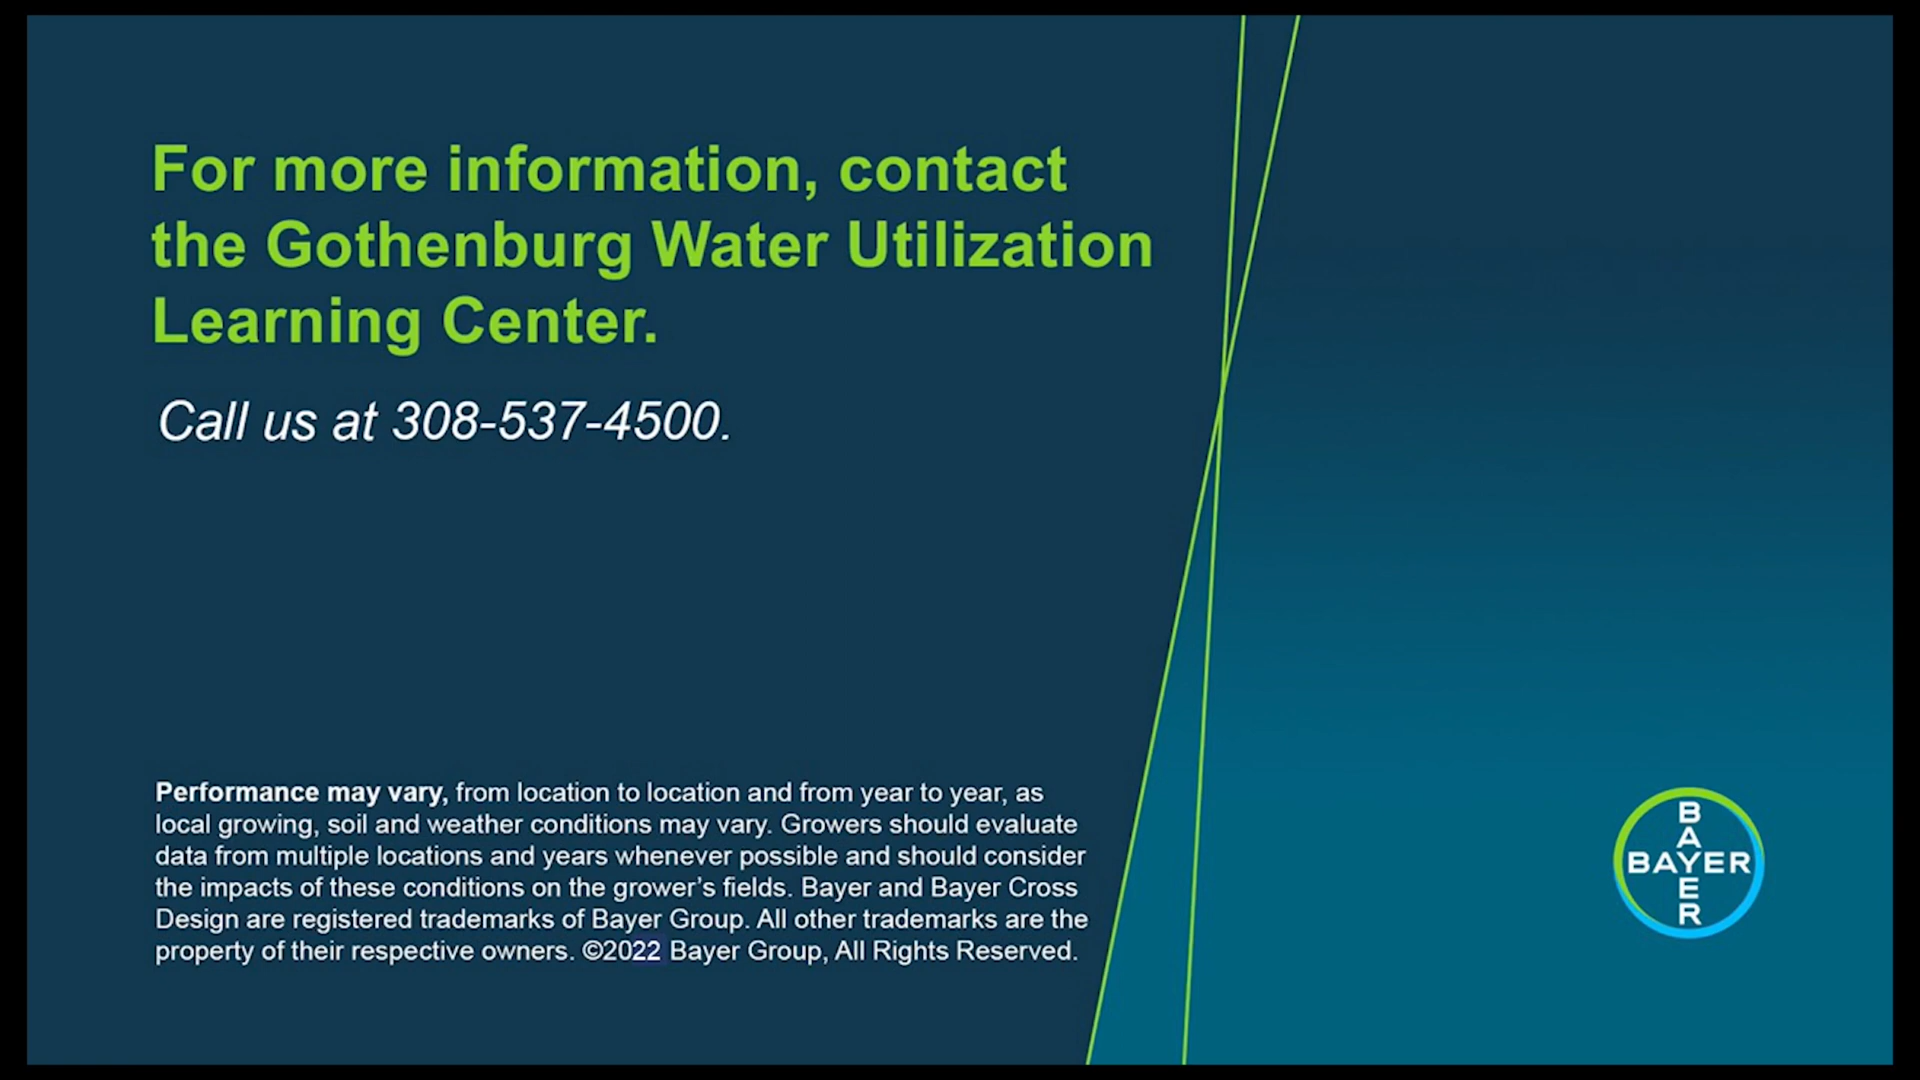 For more information, contact
the Gothenburg Water Utilization
Learning Center.
Call us at 308-537-4500.
Performance may vary, from location to location and from year to year, as
local growing, soil and weather conditions may vary. Growers should evaluate
data from multiple locations and years whenever possible and should consider
the impacts of these conditions on the grower’s fields. Bayer and Bayer Cross
Design are registered trademarks of Bayer Group. All other trademarks are the
property of their respective owners. ©2022 Bayer Group, All Rights Reserved.
BAYER
BAYER